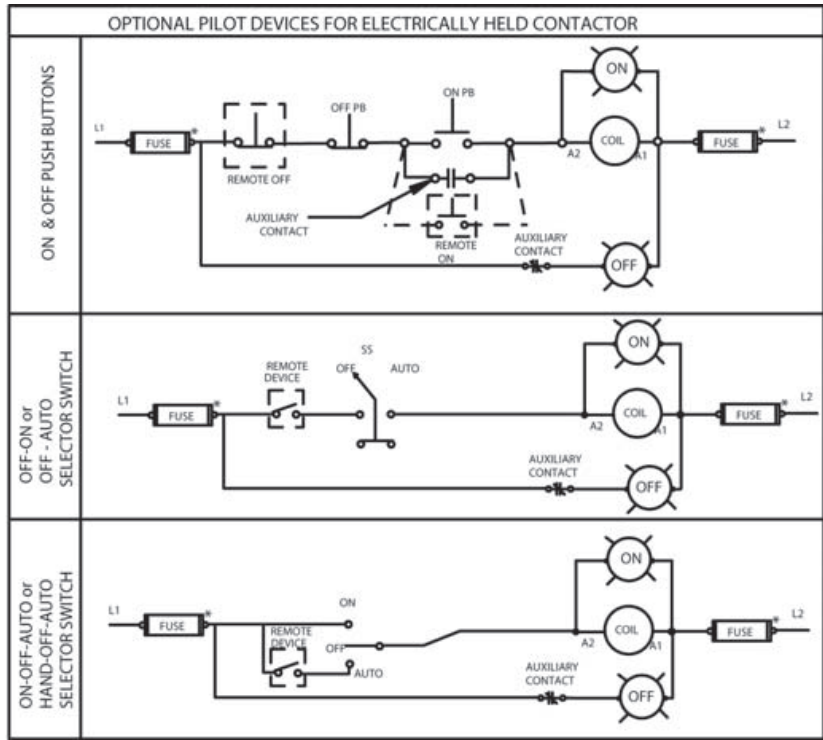 OPTIONAL PILOT DEVICES FOR ELECTRICALLY HELD CONTACTOR
ON & OFF PUSH BUTTONS
L1
FUSE
*
REMOTE OFF
OFF PB
ON PB
AUXILIARY
CONTACT
REMOTE
ON
ON
COIL
A2
A1
FUSE
*
L2
AUXILIARY
CONTACT
OFF
OFF-ON or
OFF - AUTO
SELECTOR SWITCH
L1
FUSE
*
REMOTE
DEVICE
SS
OFF
AUTO
ON
COIL
A2
A1
FUSE
*
L2
AUXILIARY
CONTACT
OFF
ON-OFF-AUTO or
HAND-OFF-AUTO
SELECTOR SWITCH
L1
FUSE
*
REMOTE
DEVICE
ON
OFF
AUTO
ON
COIL
A2
A1
FUSE
*
L2
AUXILIARY
CONTACT
OFF